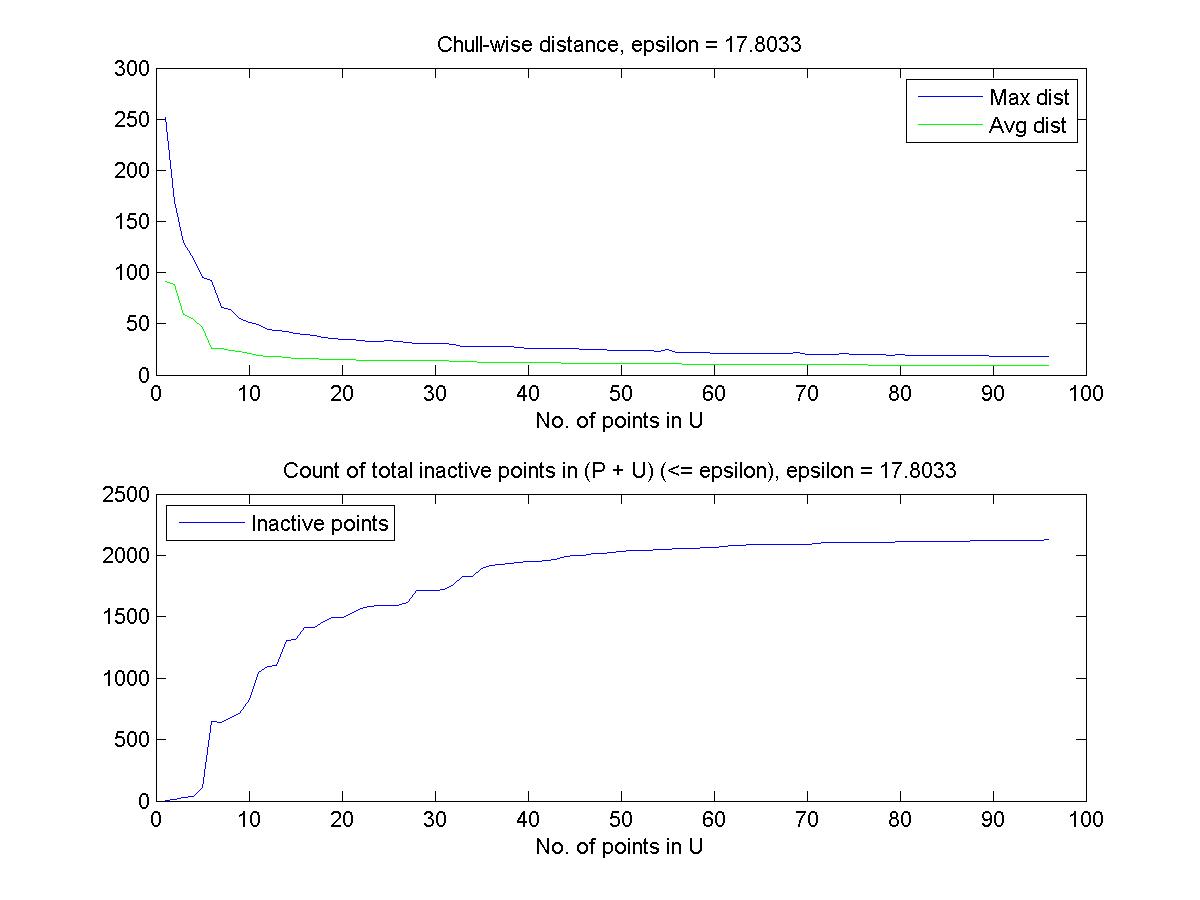 Chull-wise distance, epsilon = 17.8033
300
250
200
150
100
50
0
Max dist
Avg dist
0 10 20 30 40 50 60 70 80 90 100
No. of points in U
Count of total inactive points in (P + U) (<= epsilon), epsilon = 17.8033
2500
2000
1500
1000
500
0
Inactive points
0 10 20 30 40 50 60 70 80 90 100
No. of points in U